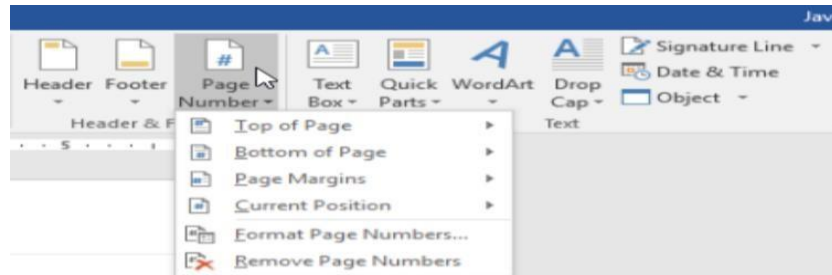 Jav
Header Footer Page Number Text Box Quick Parts WordArt Drop Cap Signature Line
Date & Time
Object
Header & F Text
5
Top of Page
Bottom of Page
Page Margins
Current Position
Format Page Numbers...
Remove Page Numbers